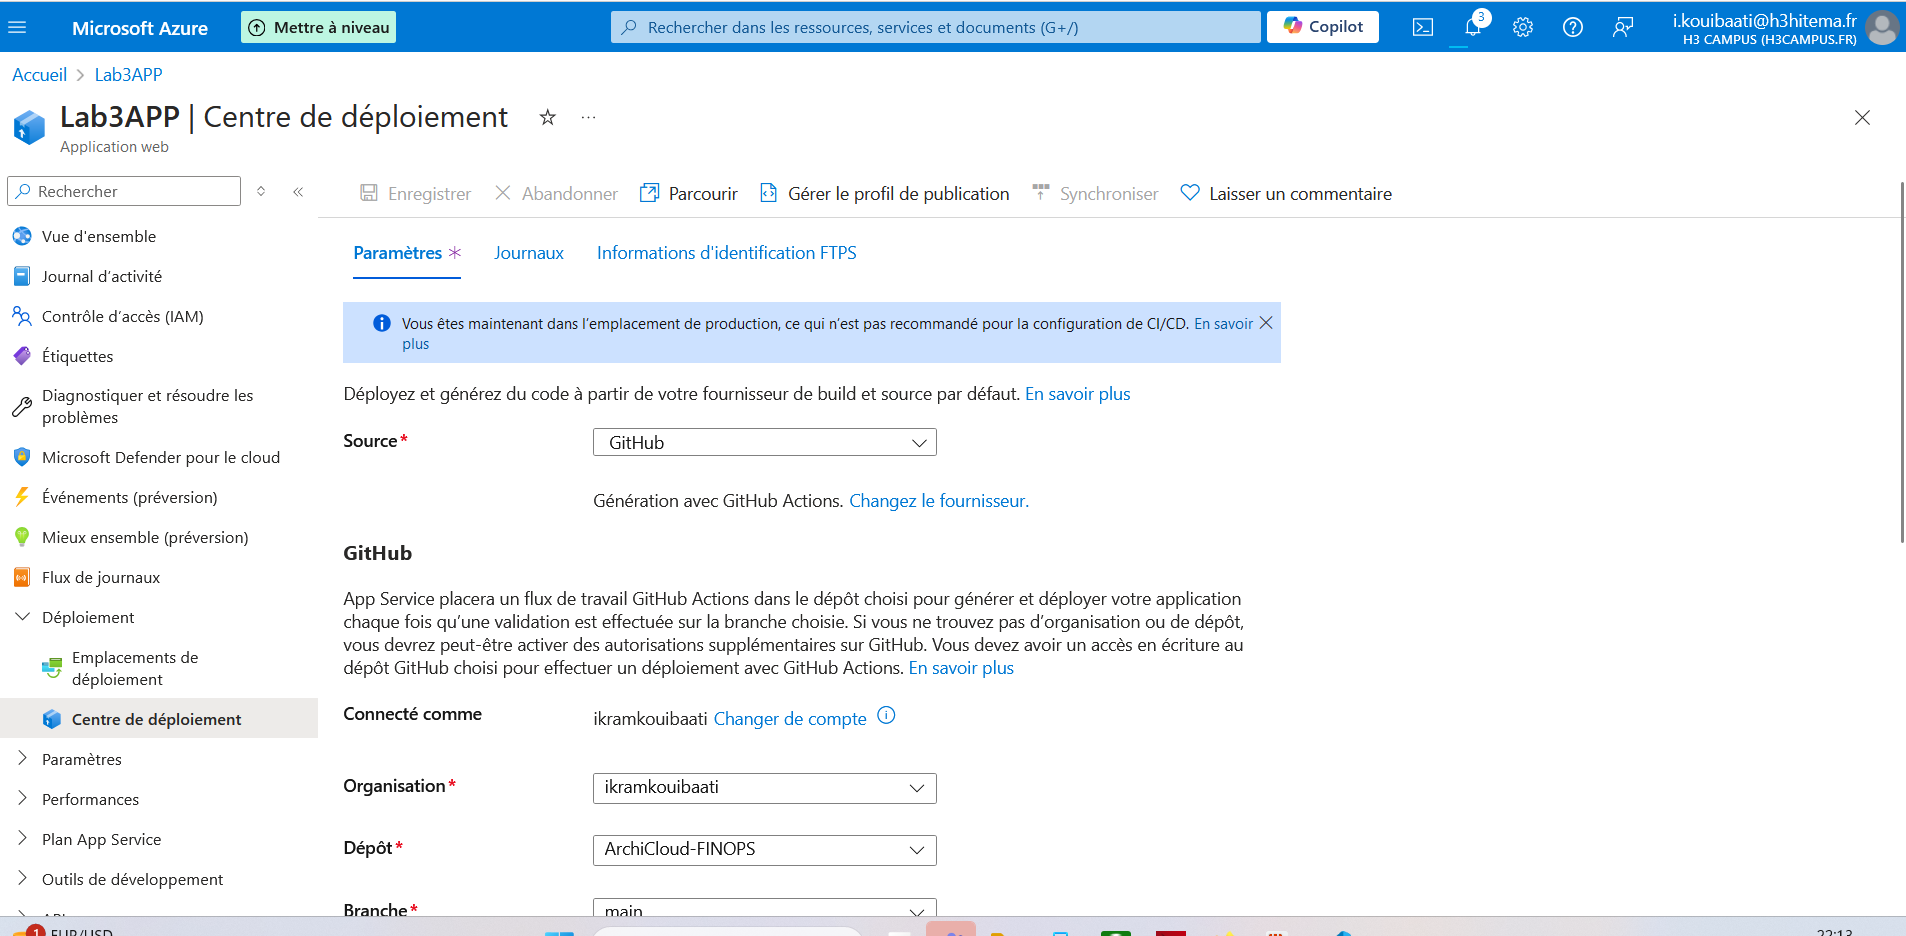 Microsoft Azure
Mettre à niveau
Rechercher dans les ressources, services et documents (G+/)
Copilot
3
i.kouibaati@h3hitema.fr
H3 CAMPUS (H3CAMPUS.FR)
Accueil > Lab3APP
Lab3APP | Centre de déploiement
Application web
Rechercher
Enregistrer
Abandonner
Parcourir
Gérer le profil de publication
Synchroniser
Laisser un commentaire
Vue d'ensemble
Journal d'activité
Contrôle d'accès (IAM)
Étiquettes
Diagnostiquer et résoudre les
problèmes
Microsoft Defender pour le cloud
Événements (préversion)
Mieux ensemble (préversion)
Flux de journaux
Déploiement
Emplacements de
déploiement
Centre de déploiement
Paramètres
Performances
Plan App Service
Outils de développement
Paramètres *
Journaux
Informations d'identification FTPS
Vous êtes maintenant dans l'emplacement de production, ce qui n'est pas recommandé pour la configuration de CI/CD. En savoir
plus
Déployez et générez du code à partir de votre fournisseur de build et source par défaut. En savoir plus
Source*
GitHub
Génération avec GitHub Actions. Changez le fournisseur.
GitHub
App Service placera un flux de travail GitHub Actions dans le dépôt choisi pour générer et déployer votre application
chaque fois qu'une validation est effectuée sur la branche choisie. Si vous ne trouvez pas d'organisation ou de dépôt,
vous devrez peut-être activer des autorisations supplémentaires sur GitHub. Vous devez avoir un accès en écriture au
dépôt GitHub choisi pour effectuer un déploiement avec GitHub Actions. En savoir plus
Connecté comme
ikramkouibaati Changer de compte
Organisation*
ikramkouibaati
Dépôt*
ArchiCloud-FINOPS
Branche*
main
1
EUR/USD
22:13